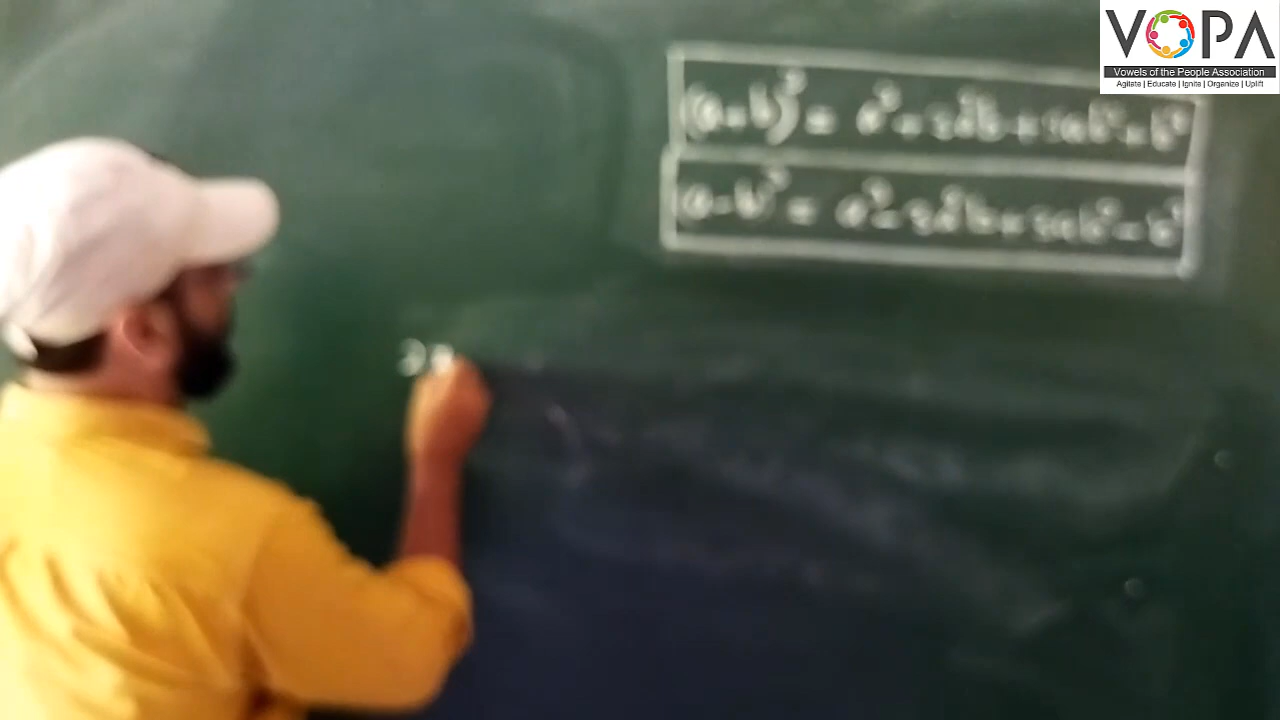 VOPA
Vowels of the People Association
Agitate | Educate | Ignite | Organize | Uplift
(a-b)³ = a³-3a²b+3ab²-b³
(a-b)³ = a³-3a²b+3ab²-b³